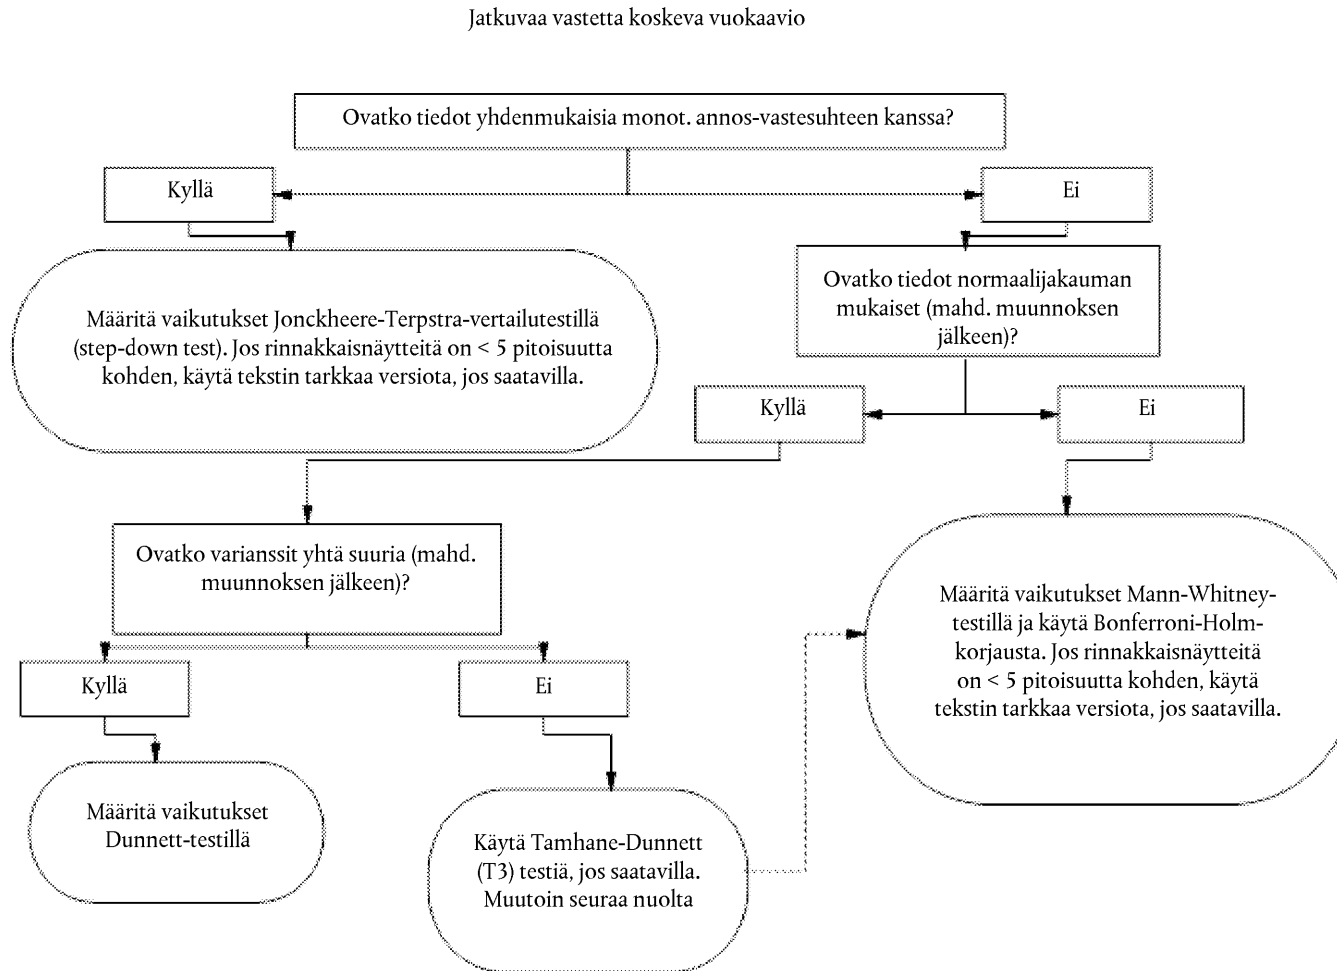 Jatkuvaa vastetta koskeva vuokaavio
Ovatko tiedot yhdenmukaisia monot. annos-vastesuhteen kanssa?
Kyllä
Ei
Määritä vaikutukset Jonckheere-Terpstra-vertailutestillä
(step-down test). Jos rinnakkaisnäytteitä on < 5 pitoisuutta
kohden, käytä tekstin tarkkaa versiota, jos saatavilla.
Ovatko tiedot normaalijakauman
mukaiset (mahd. muunnoksen
jälkeen)?
Kyllä
Ei
Ovatko varianssit yhtä suuria (mahd.
muunnoksen jälkeen)?
Määritä vaikutukset Mann-Whitney-
testillä ja käytä Bonferroni-Holm-
korjausta. Jos rinnakkaisnäytteitä
on < 5 pitoisuutta kohden, käytä
tekstin tarkkaa versiota, jos saatavilla.
Kyllä
Ei
Määritä vaikutukset
Dunnett-testillä
Käytä Tamhane-Dunnett
(T3) testiä, jos saatavilla.
Muutoin seuraa nuolta